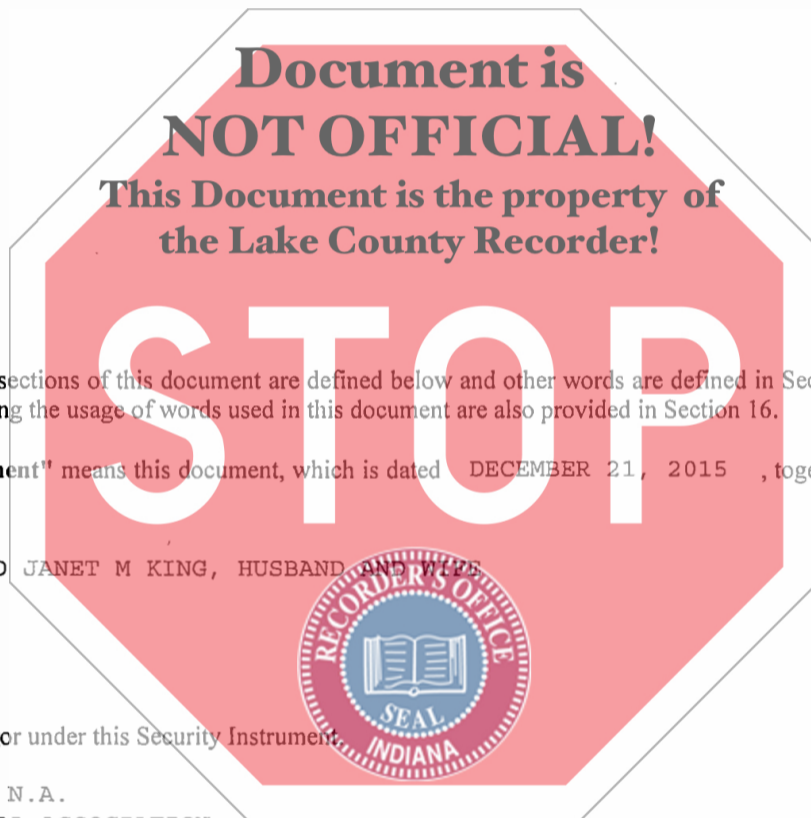 Document is
NOT OFFICIAL!
This Document is the property of
the Lake County Recorder!
STOP
sections of this document are defined below and other words are defined in Sec
ng the usage of words used in this document are also provided in Section 16.
ent" means this document, which is dated DECEMBER 21, 2015 , toge
D JANET M KING, HUSBAND AND WIFE
RECORDER'S OFFICE
SEAL
INDIANA
or under this Security Instrument.
N.A.